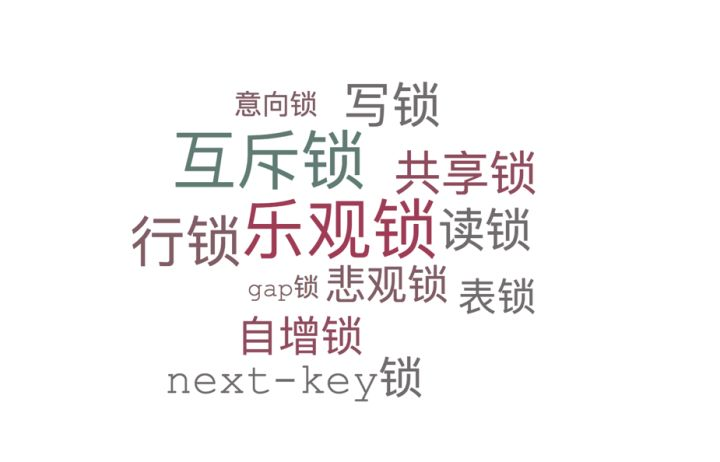 意向锁 写锁
互斥锁 共享锁
行锁 乐观锁 读锁
gap锁 悲观锁 表锁
自增锁
next-key锁